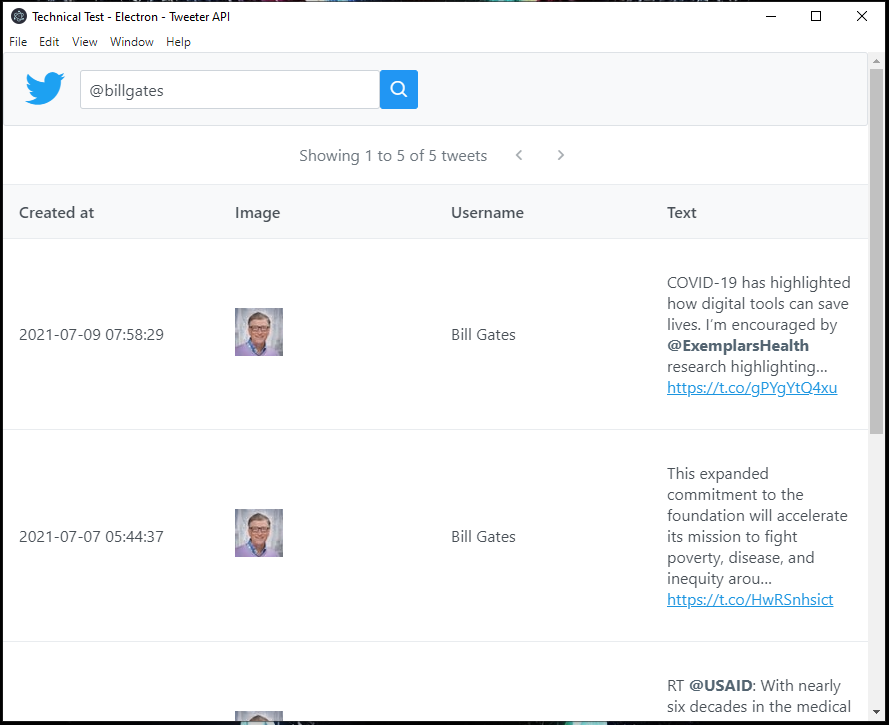 Technical Test - Electron - Tweeter API
File Edit View Window Help
@billgates
Showing 1 to 5 of 5 tweets
Created at Image Username Text
2021-07-09 07:58:29
Bill Gates
COVID-19 has highlighted
how digital tools can save
lives. I’m encouraged by
@ExemplarsHealth
research highlighting…
https://t.co/gPYgYtQ4xu
2021-07-07 05:44:37
Bill Gates
This expanded
commitment to the
foundation will accelerate
its mission to fight
poverty, disease, and
inequity arou…
https://t.co/HwRSnhsict
RT @USAID: With nearly
six decades in the medical